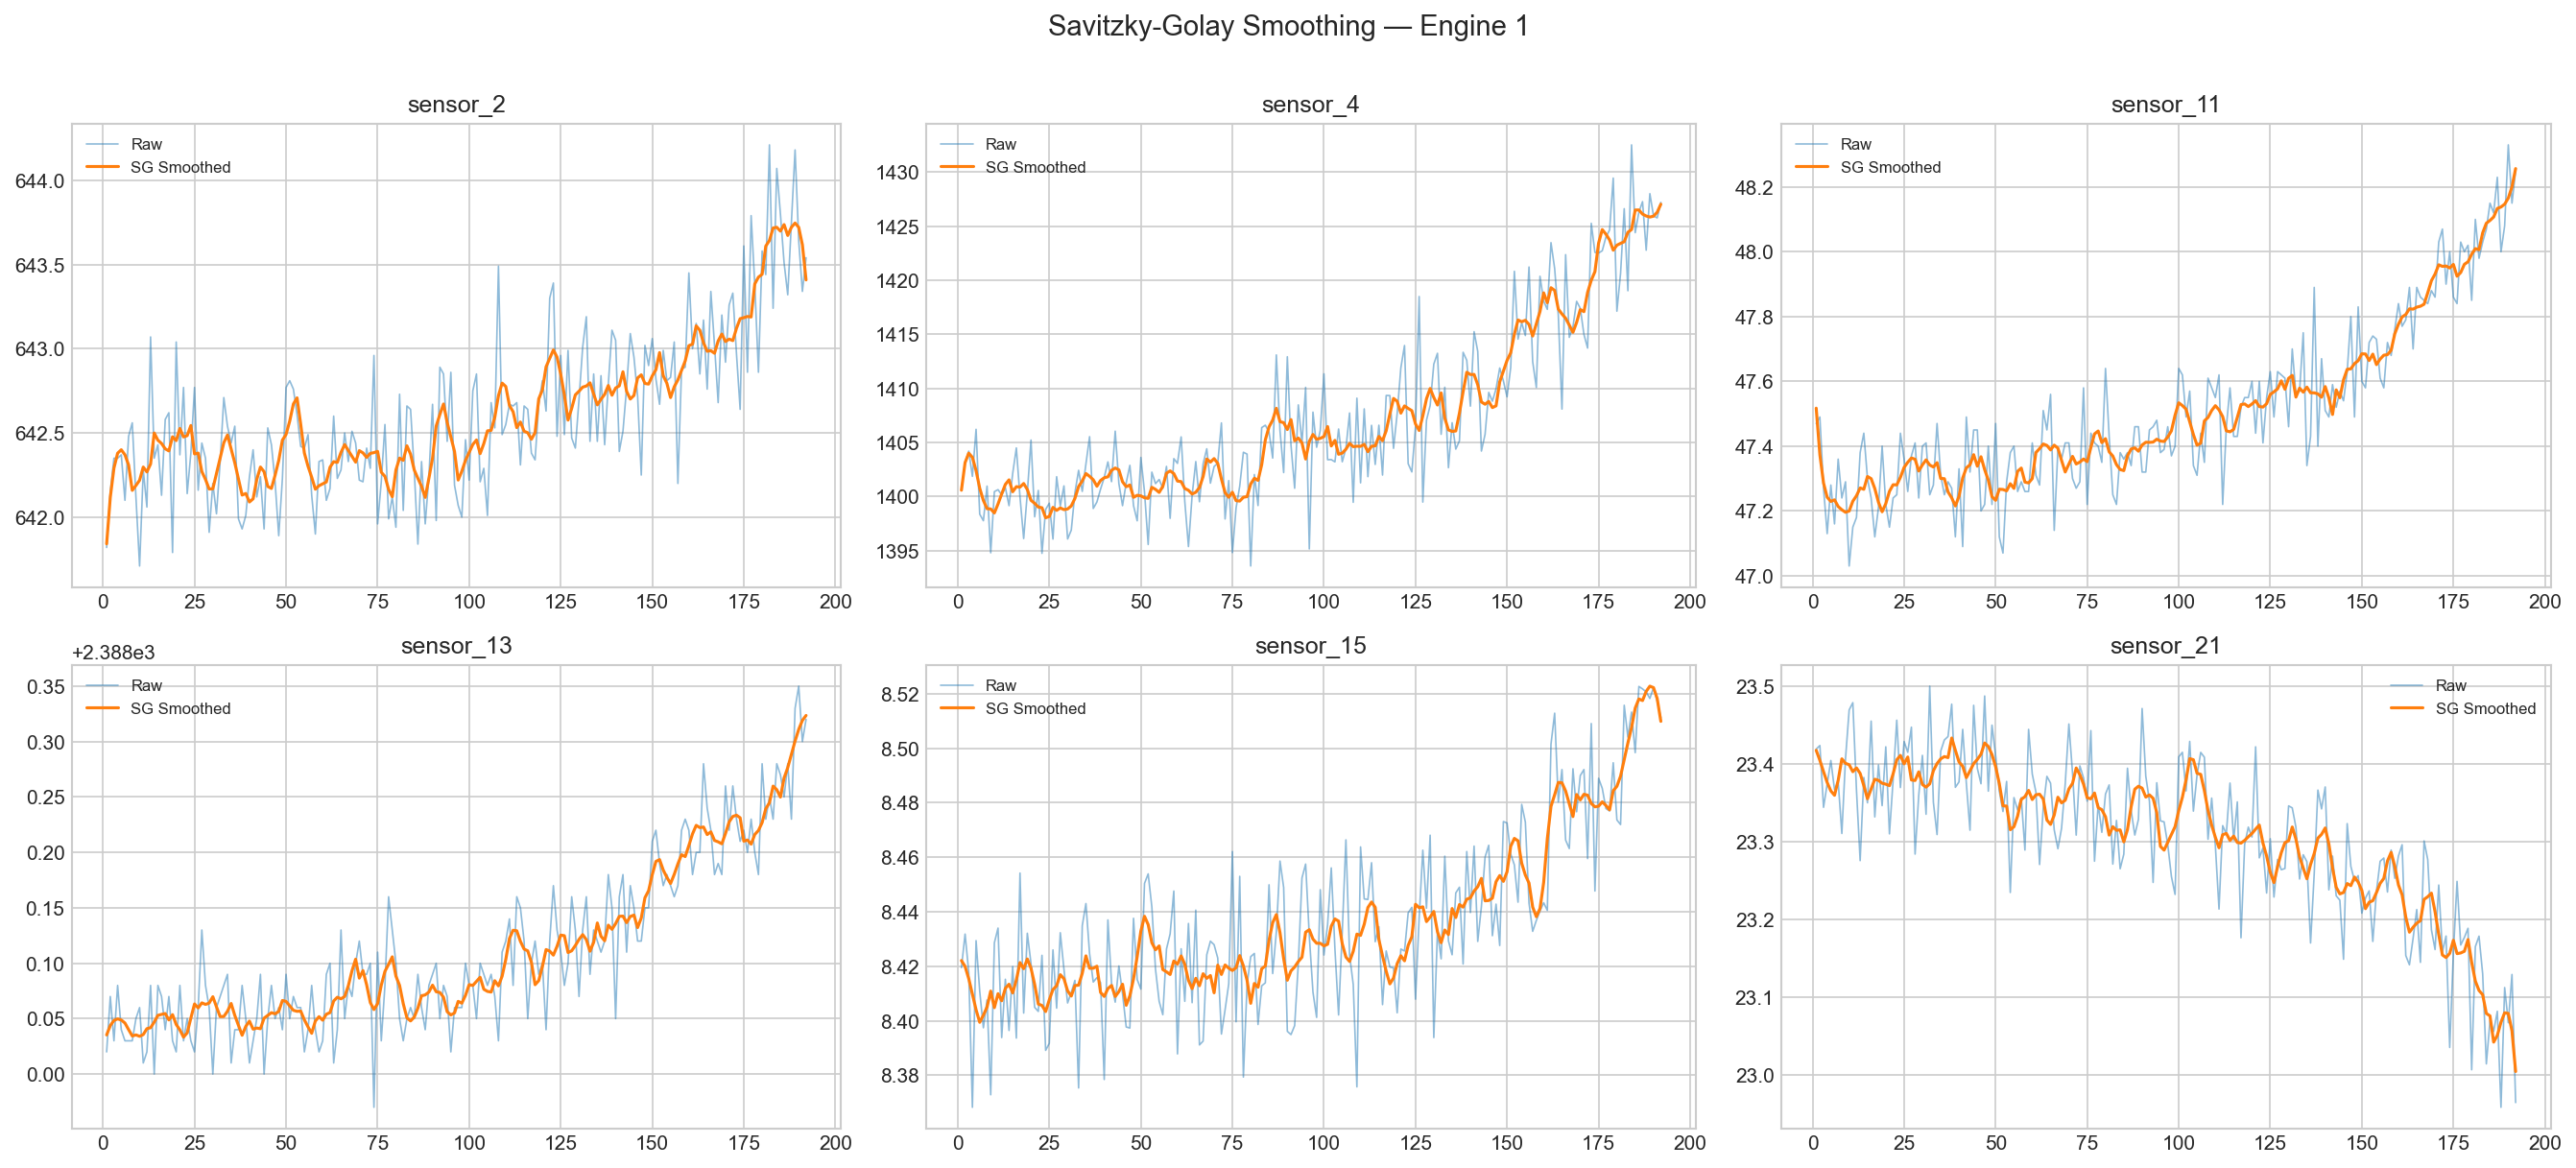 Savitzky-Golay Smoothing — Engine 1
sensor_2
Raw
SG Smoothed
644.0
643.5
643.0
642.5
642.0
0 25 50 75 100 125 150 175 200
sensor_4
Raw
SG Smoothed
1430
1425
1420
1415
1410
1405
1400
1395
0 25 50 75 100 125 150 175 200
sensor_11
Raw
SG Smoothed
48.2
48.0
47.8
47.6
47.4
47.2
47.0
0 25 50 75 100 125 150 175 200
sensor_13
+2.388e3
Raw
SG Smoothed
0.35
0.30
0.25
0.20
0.15
0.10
0.05
0.00
0 25 50 75 100 125 150 175 200
sensor_15
Raw
SG Smoothed
8.52
8.50
8.48
8.46
8.44
8.42
8.40
8.38
0 25 50 75 100 125 150 175 200
sensor_21
Raw
SG Smoothed
23.5
23.4
23.3
23.2
23.1
23.0
0 25 50 75 100 125 150 175 200